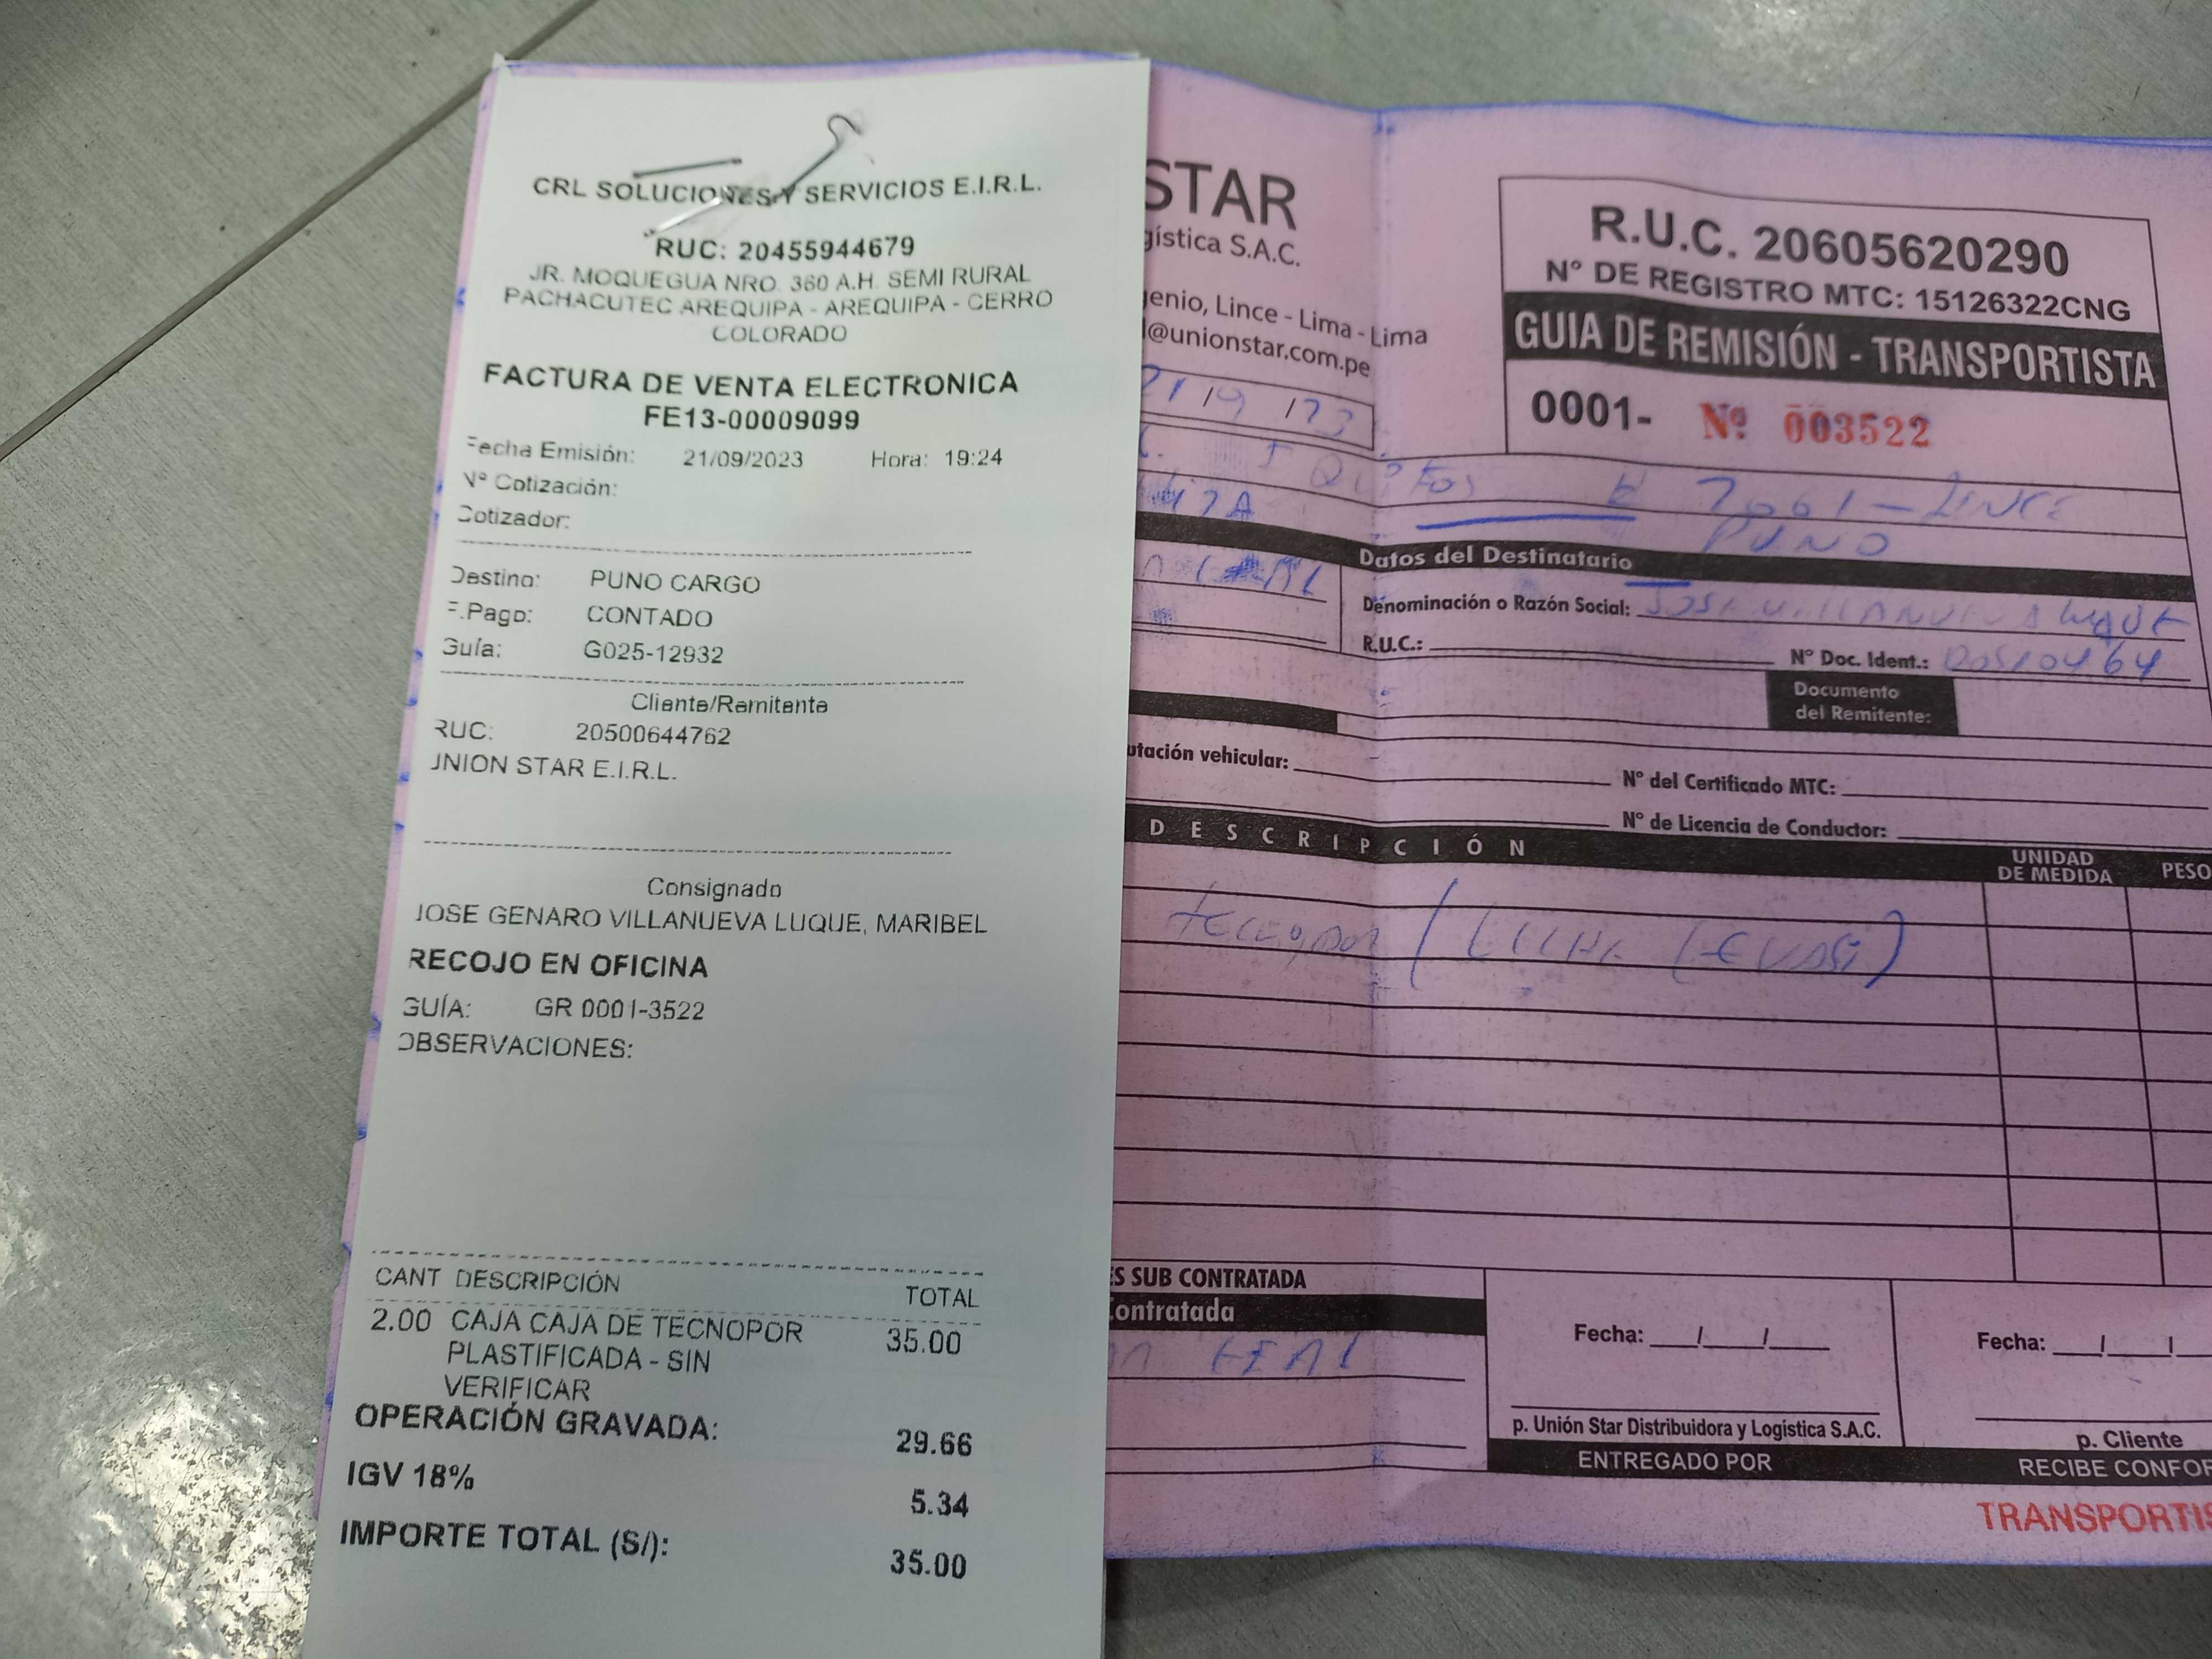 CRL SOLUCIONES Y SERVICIOS E.I.R.L.
RUC: 20455944679
JR. MOQUEGUA NRO. 360 A.H. SEMI RURAL
PACHACUTEC AREQUIPA - AREQUIPA - CERRO
COLORADO
FACTURA DE VENTA ELECTRONICA
FE13-00009099
Fecha Emisión: 21/09/2023 Hora: 19:24
Nº Cotización:
Cotizador:
Destino: PUNO CARGO
F.Pago: CONTADO
Guía: G025-12932
Cliente/Remitente
RUC: 20500644762
UNION STAR E.I.R.L.
Consignado
JOSE GENARO VILLANUEVA LUQUE, MARIBEL
RECOJO EN OFICINA
GUÍA: GR 0001-3522
OBSERVACIONES:
CANT DESCRIPCIÓN TOTAL
2.00 CAJA CAJA DE TECNOPOR 35.00
PLASTIFICADA - SIN
VERIFICAR
OPERACIÓN GRAVADA: 29.66
IGV 18% 5.34
IMPORTE TOTAL (S/): 35.00
STAR
gística S.A.C.
genio, Lince - Lima - Lima
l@unionstar.com.pe
21/9/23
R.U.C. 20605620290
N° DE REGISTRO MTC: 15126322CNG
GUIA DE REMISIÓN - TRANSPORTISTA
0001- Nº 003522
LINCE
PUNO
Datos del Destinatario
Denominación o Razón Social:
R.U.C.: N° Doc. Ident.:
Documento
del Remitente:
utación vehicular: N° del Certificado MTC:
N° de Licencia de Conductor:
DESCRIPCIÓN UNIDAD DE MEDIDA PESO
S SUB CONTRATADA
Contratada
Fecha: / / Fecha: / /
p. Unión Star Distribuidora y Logística S.A.C. p. Cliente
ENTREGADO POR RECIBE CONFOR
TRANSPORTIS